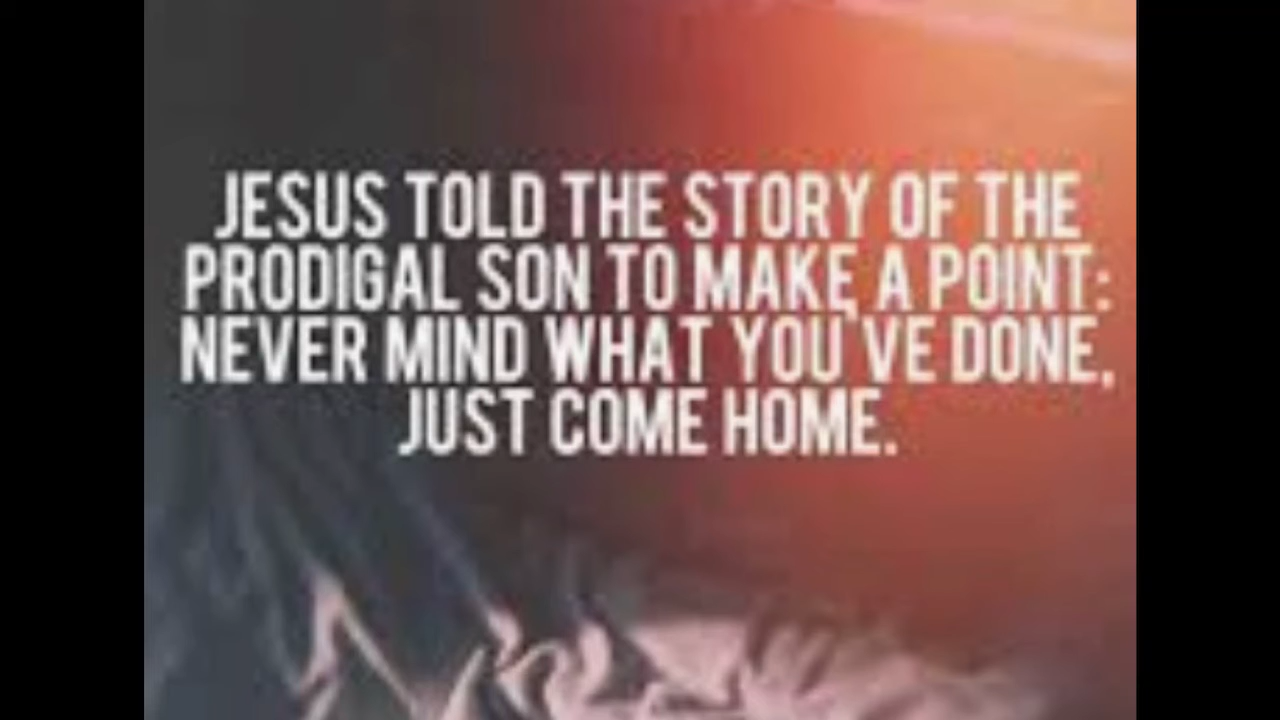 JESUS TOLD THE STORY OF THE
PRODIGAL SON TO MAKE A POINT:
NEVER MIND WHAT YOU'VE DONE,
JUST COME HOME.